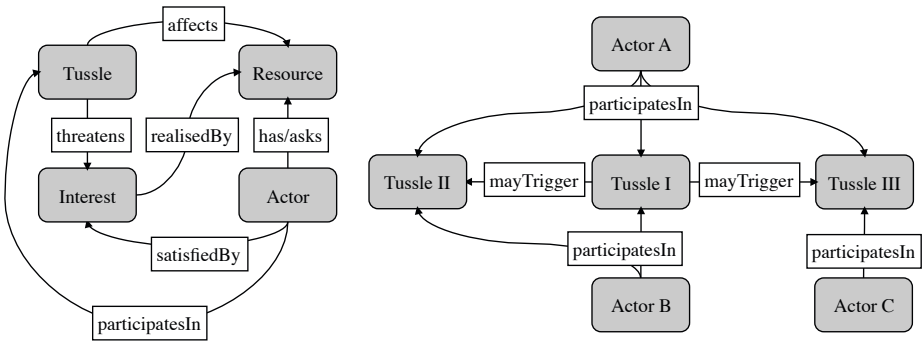 affects
Tussle
Resource
threatens
realisedBy
has/asks
Interest
Actor
satisfiedBy
participatesIn
Actor A
participatesIn
Tussle II
mayTrigger
Tussle I
mayTrigger
Tussle III
participatesIn
participatesIn
Actor B
Actor C